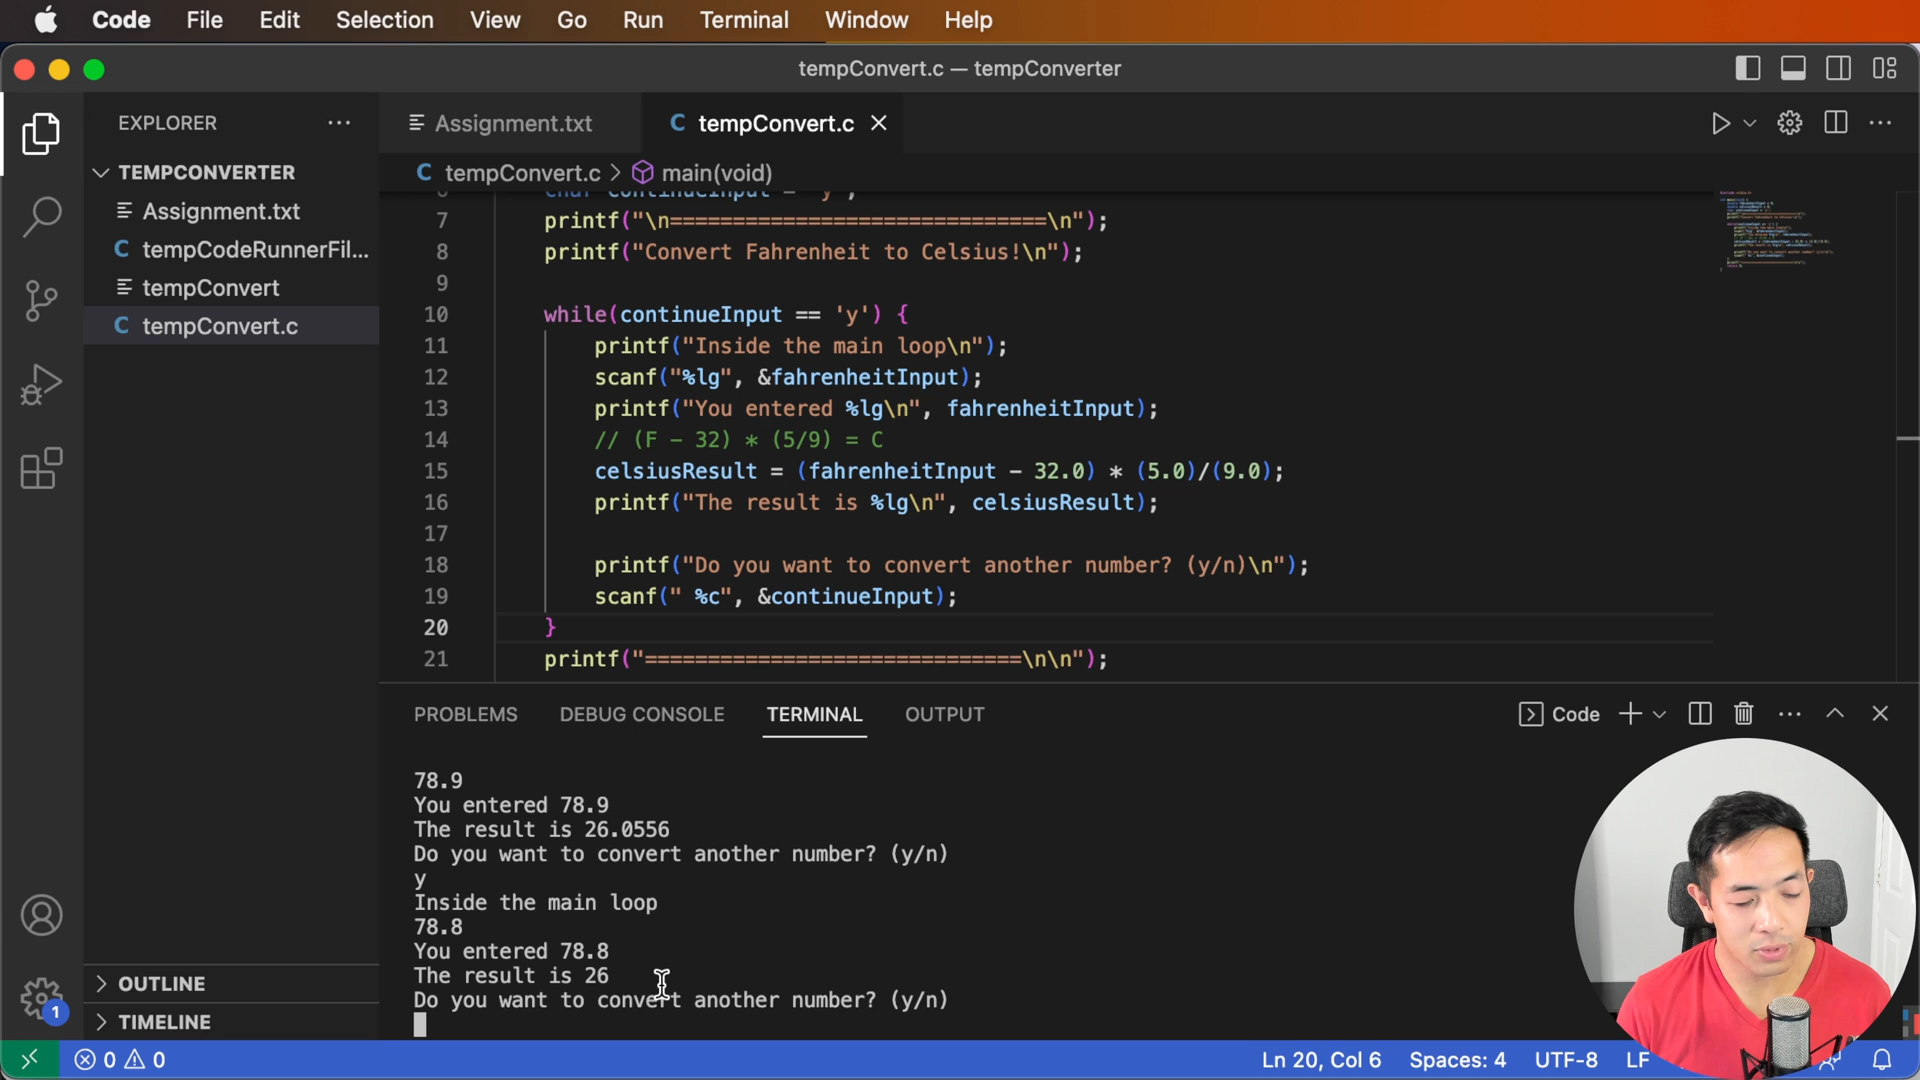 Code File Edit Selection View Go Run Terminal Window Help
tempConvert.c — tempConverter
EXPLORER
TEMPCONVERTER
Assignment.txt
tempCodeRunnerFil...
tempConvert
tempConvert.c
OUTLINE
TIMELINE
Assignment.txt
tempConvert.c
tempConvert.c > main(void)
7 printf("\n==============================\n");
8 printf("Convert Fahrenheit to Celsius!\n");
9
10 while(continueInput == 'y') {
11 printf("Inside the main loop\n");
12 scanf("%lg", &fahrenheitInput);
13 printf("You entered %lg\n", fahrenheitInput);
14 // (F - 32) * (5/9) = C
15 celsiusResult = (fahrenheitInput - 32.0) * (5.0)/(9.0);
16 printf("The result is %lg\n", celsiusResult);
17
18 printf("Do you want to convert another number? (y/n)\n");
19 scanf(" %c", &continueInput);
20 }
21 printf("==============================\n\n");
PROBLEMS DEBUG CONSOLE TERMINAL OUTPUT
Code
78.9
You entered 78.9
The result is 26.0556
Do you want to convert another number? (y/n)
y
Inside the main loop
78.8
You entered 78.8
The result is 26
Do you want to convert another number? (y/n)
1
0 0
Ln 20, Col 6 Spaces: 4 UTF-8 LF